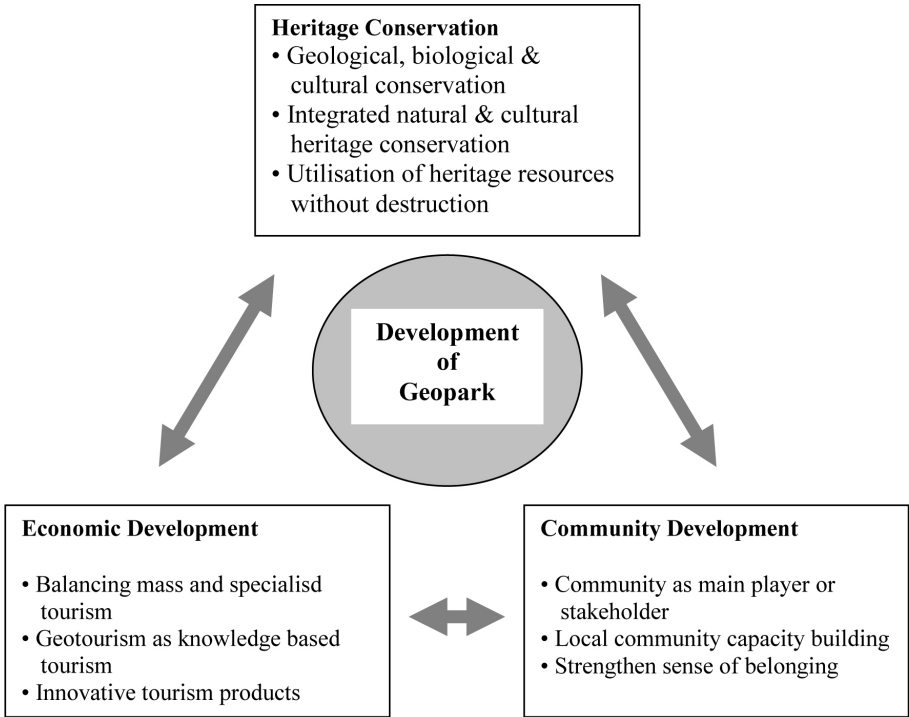 Heritage Conservation
• Geological, biological &
cultural conservation
• Integrated natural & cultural
heritage conservation
• Utilisation of heritage resources
without destruction
Development
of
Geopark
Economic Development
• Balancing mass and specialisd
tourism
• Geotourism as knowledge based
tourism
• Innovative tourism products
Community Development
• Community as main player or
stakeholder
• Local community capacity building
• Strengthen sense of belonging